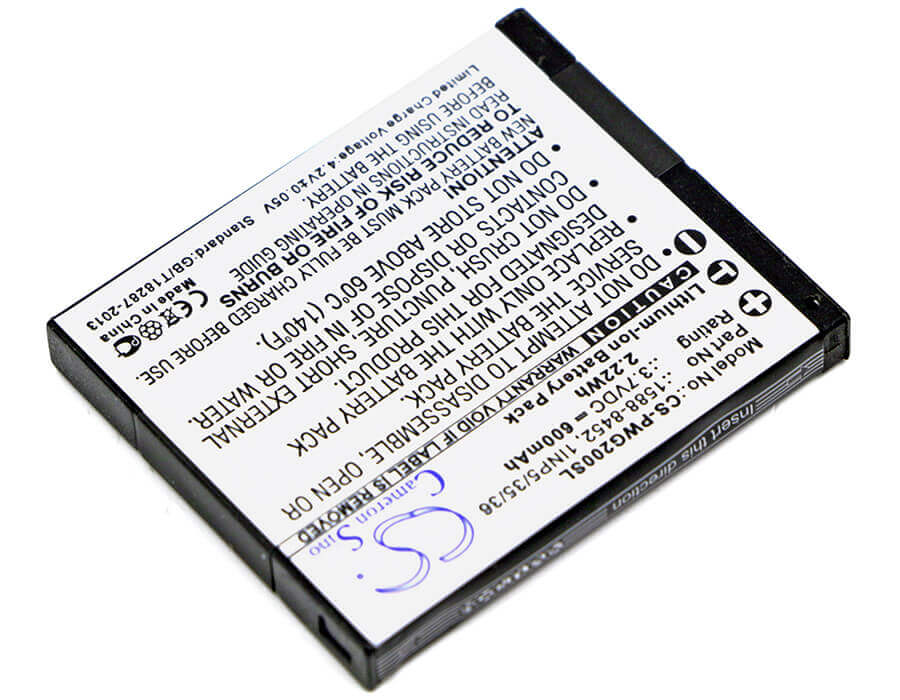 Insert this end
Model No.: CS-PWG200SL
Part No : 1588-8452, 1INP5/35/36
Rating : 3.7VDC = 600mAh
2.22Wh
Lithium-Ion Battery Pack
CS
Cameron Sino
CAUTION WARRANTY VOID IF LABEL IS REMOVED
• DO NOT ATTEMPT TO DISASSEMBLE, OPEN OR
SERVICE THIS BATTERY PACK.
• REPLACE ONLY WITH THE BATTERY PACK
DESIGNATED FOR
• DO NOT CRUSH, PUNCTURE, SHORT EXTERNAL
CONTACTS OR DISPOSE OF IN FIRE OR WATER.
• DO NOT STORE ABOVE 60°C (140°F).
ATTENTION!
NEW BATTERY PACK MUST BE FULLY CHARGED BEFORE USE.
TO REDUCE RISK OF FIRE OR BURNS
READ INSTRUCTIONS IN OPERATING GUIDE
BEFORE USING THE BATTERY.
CE
Made in China
Limited Charge Voltage:4.2V±0.05V Standard:GB/T18287-2013